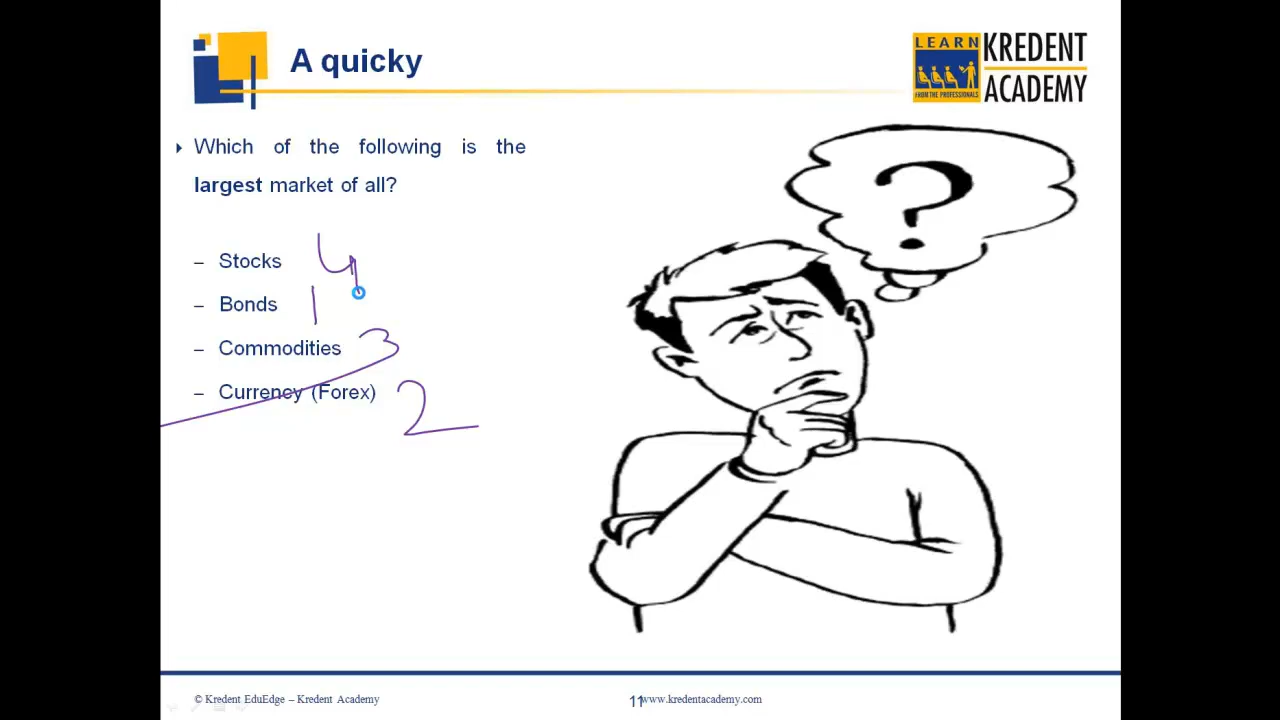 A quicky
LEARN
FROM THE PROFESSIONALS
KREDENT
ACADEMY
Which of the following is the
largest market of all?
– Stocks 4
– Bonds 1
– Commodities 3
– Currency (Forex) 2
?
© Kredent EduEdge – Kredent Academy
11
www.kredentacademy.com